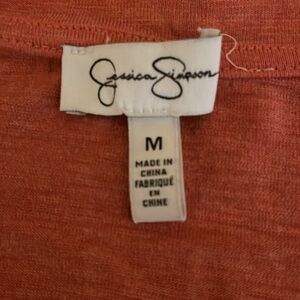 Jessica Simpson
M
MADE IN
CHINA
FABRIQUÉ
EN
CHINE